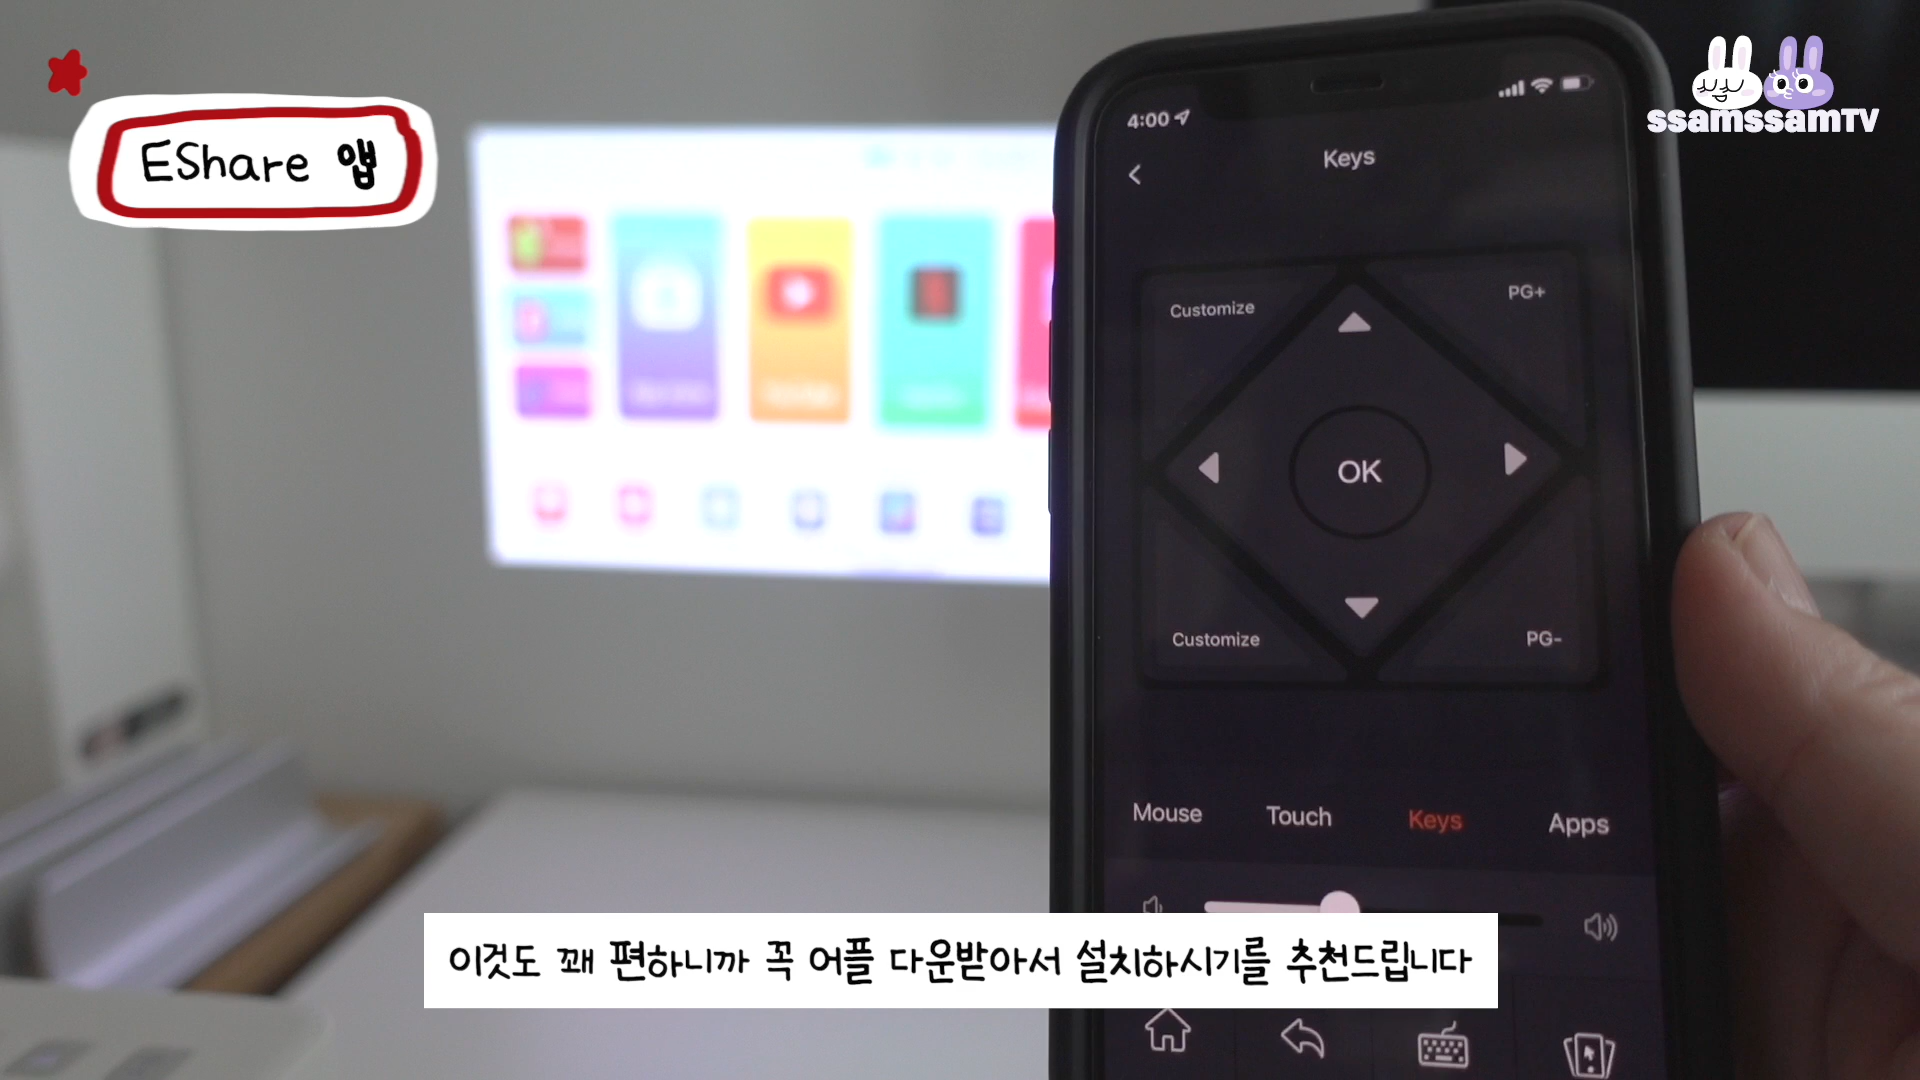 EShare 앱
ssamssamTV
4:00
Keys
Customize
PG+
OK
Customize
PG-
Mouse
Touch
Keys
Apps
이것도 꽤 편하니까 꼭 어플 다운받아서 설치하시기를 추천드립니다